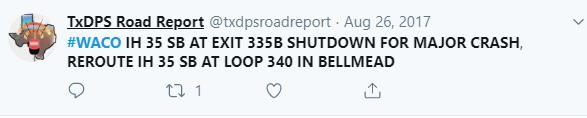 TxDPS Road Report @txdpsroadreport · Aug 26, 2017
#WACO IH 35 SB AT EXIT 335B SHUTDOWN FOR MAJOR CRASH,
REROUTE IH 35 SB AT LOOP 340 IN BELLMEAD
1